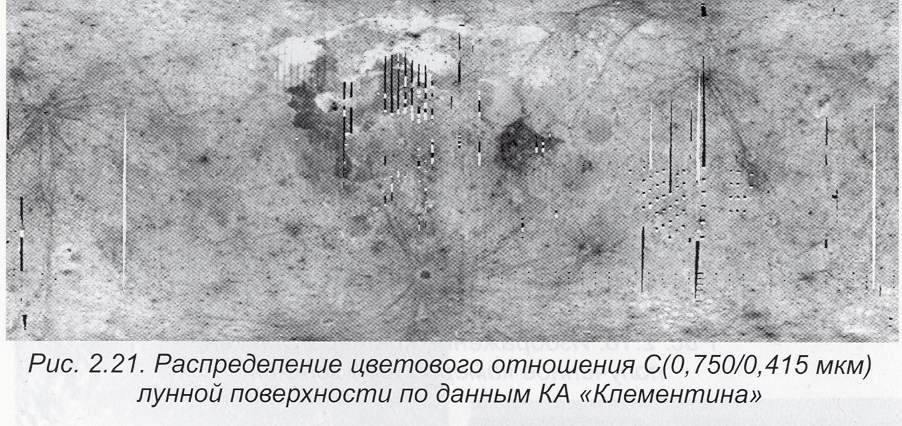 Рис. 2.21. Распределение цветового отношения C(0,750/0,415 мкм)
лунной поверхности по данным КА «Клементина»